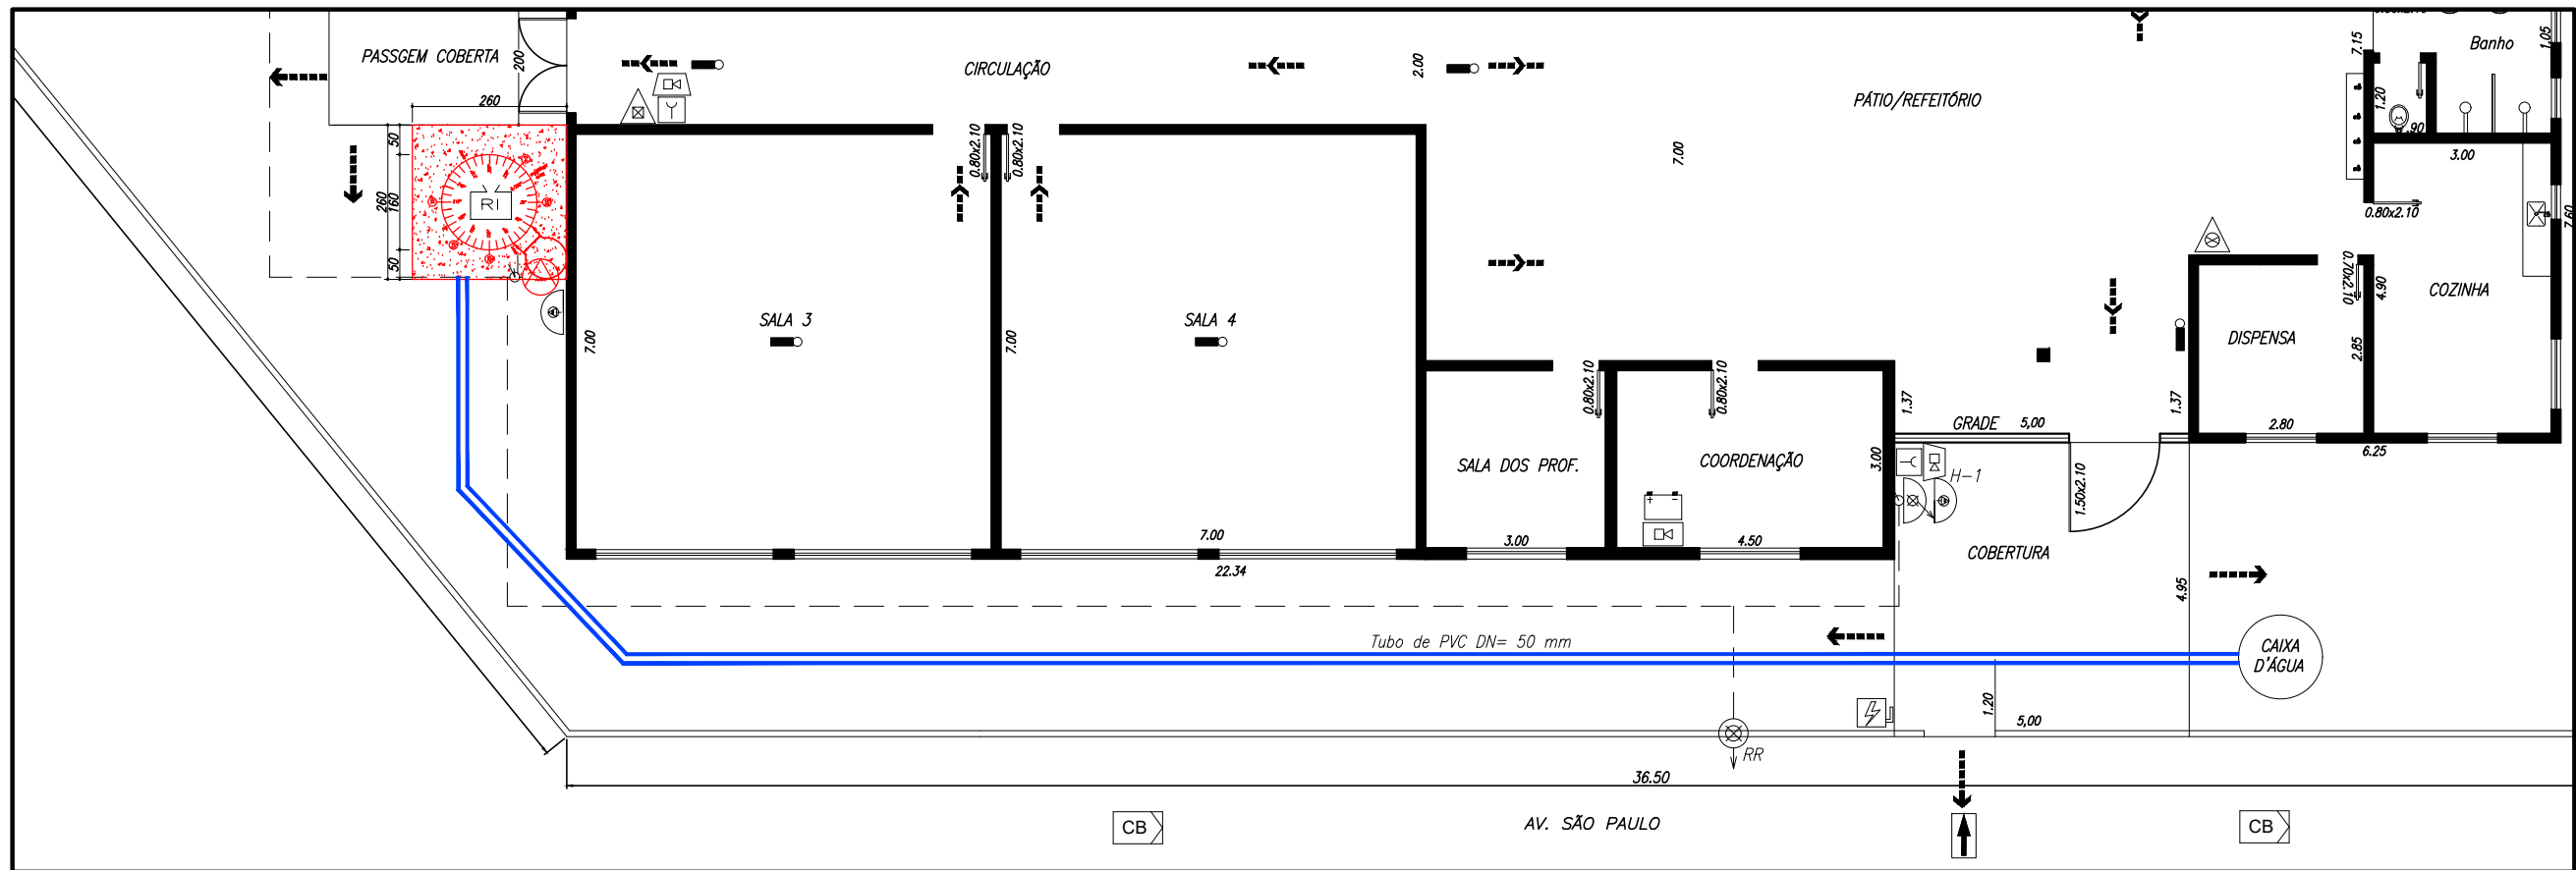 PASSGEM COBERTA
200
CIRCULAÇÃO
2.00
7.15
Banho
1.05
260
PÁTIO/REFEITÓRIO
1.20
.90
50
0.80x2.10
0.80x2.10
7.00
3.00
260
160
RI
0.80x2.10
7.60
50
0.70x2.10
4.90
COZINHA
SALA 3
SALA 4
7.00
7.00
DISPENSA
2.85
0.80x2.10
0.80x2.10
1.37
1.37
GRADE
5,00
2.80
6.25
SALA DOS PROF.
COORDENAÇÃO
3.00
H-1
1.50x2.10
7.00
3.00
4.50
COBERTURA
22.34
4.95
Tubo de PVC DN= 50 mm
CAIXA
D'ÁGUA
1.20
5,00
RR
36.50
CB
AV. SÃO PAULO
CB